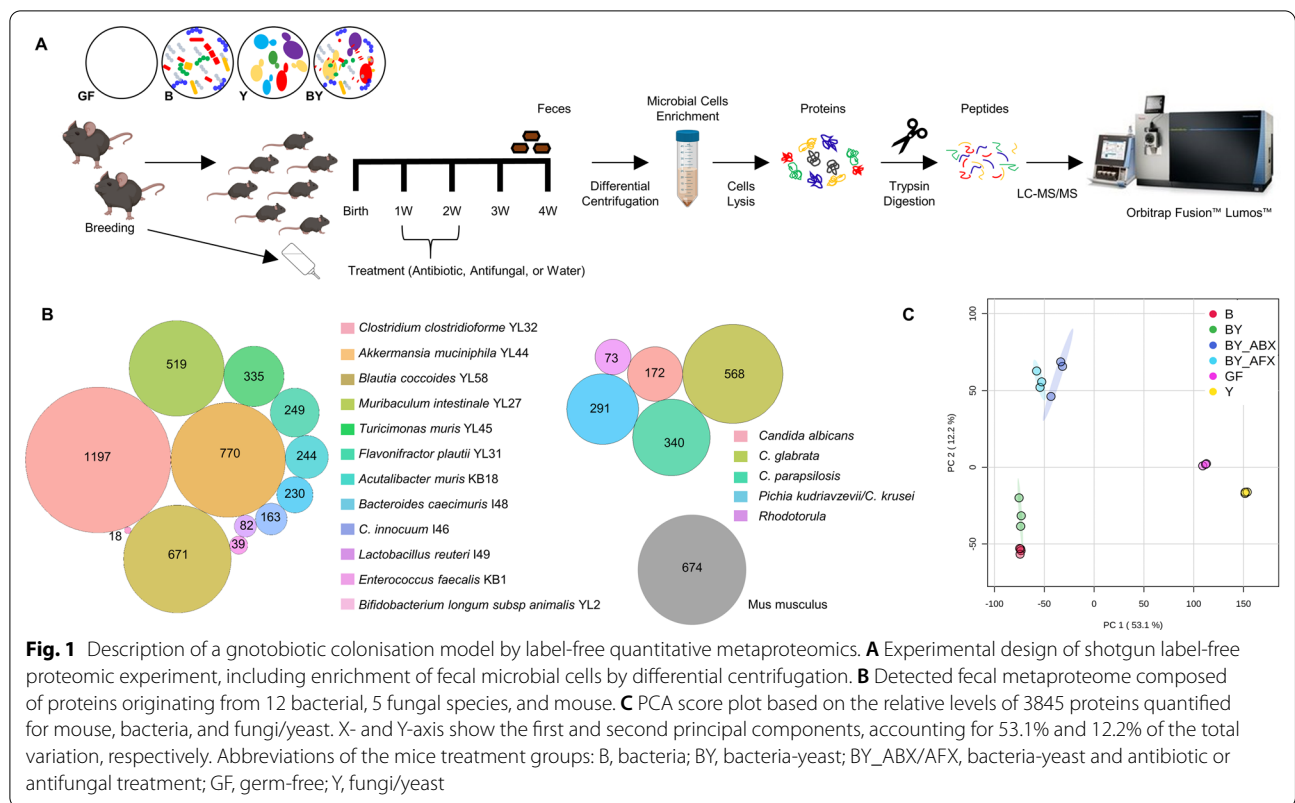 A
GF
B
Y
BY
Breeding
Feces
Birth
1W
2W
3W
4W
Treatment (Antibiotic, Antifungal, or Water)
Differential
Centrifugation
Microbial Cells
Enrichment
Cells
Lysis
Proteins
Trypsin
Digestion
Peptides
LC-MS/MS
Orbitrap Fusion™ Lumos™
B
519
335
249
1197
770
244
230
163
82
39
18
671
Clostridium clostridioforme YL32
Akkermansia muciniphila YL44
Blautia coccoides YL58
Muribaculum intestinale YL27
Turicimonas muris YL45
Flavonifractor plautii YL31
Acutalibacter muris KB18
Bacteroides caecimuris I48
C. innocuum I46
Lactobacillus reuteri I49
Enterococcus faecalis KB1
Bifidobacterium longum subsp animalis YL2
73
172
568
291
340
Candida albicans
C. glabrata
C. parapsilosis
Pichia kudriavzevii/C. krusei
Rhodotorula
674
Mus musculus
C
B
BY
BY_ABX
BY_AFX
GF
Y
PC 2 ( 12.2 %)
100
50
0
-50
-100
-50
0
50
100
150
PC 1 ( 53.1 %)
Fig. 1 Description of a gnotobiotic colonisation model by label-free quantitative metaproteomics. A Experimental design of shotgun label-free
proteomic experiment, including enrichment of fecal microbial cells by differential centrifugation. B Detected fecal metaproteome composed
of proteins originating from 12 bacterial, 5 fungal species, and mouse. C PCA score plot based on the relative levels of 3845 proteins quantified
for mouse, bacteria, and fungi/yeast. X- and Y-axis show the first and second principal components, accounting for 53.1% and 12.2% of the total
variation, respectively. Abbreviations of the mice treatment groups: B, bacteria; BY, bacteria-yeast; BY_ABX/AFX, bacteria-yeast and antibiotic or
antifungal treatment; GF, germ-free; Y, fungi/yeast